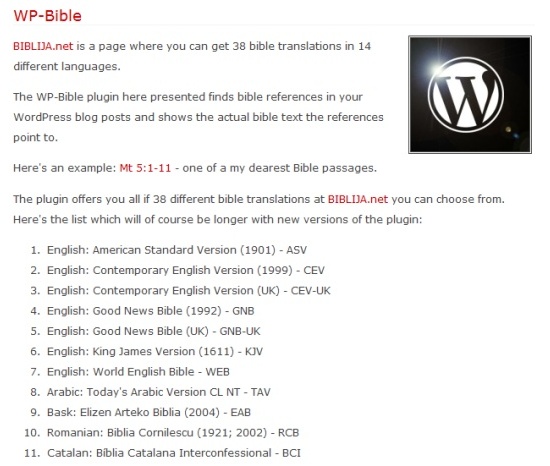 WP-Bible
BIBLIJA.net is a page where you can get 38 bible translations in 14
different languages.
The WP-Bible plugin here presented finds bible references in your
WordPress blog posts and shows the actual bible text the references
point to.
Here's an example: Mt 5:1-11 - one of a my dearest Bible passages.
The plugin offers you all if 38 different bible translations at BIBLIJA.net you can choose from.
Here's the list which will of course be longer with new versions of the plugin:
1. English: American Standard Version (1901) - ASV
2. English: Contemporary English Version (1999) - CEV
3. English: Contemporary English Version (UK) - CEV-UK
4. English: Good News Bible (1992) - GNB
5. English: Good News Bible (UK) - GNB-UK
6. English: King James Version (1611) - KJV
7. English: World English Bible - WEB
8. Arabic: Today's Arabic Version CL NT - TAV
9. Bask: Elizen Arteko Biblia (2004) - EAB
10. Romanian: Biblia Cornilescu (1921; 2002) - RCB
11. Catalan: Bíblia Catalana Interconfessional - BCI